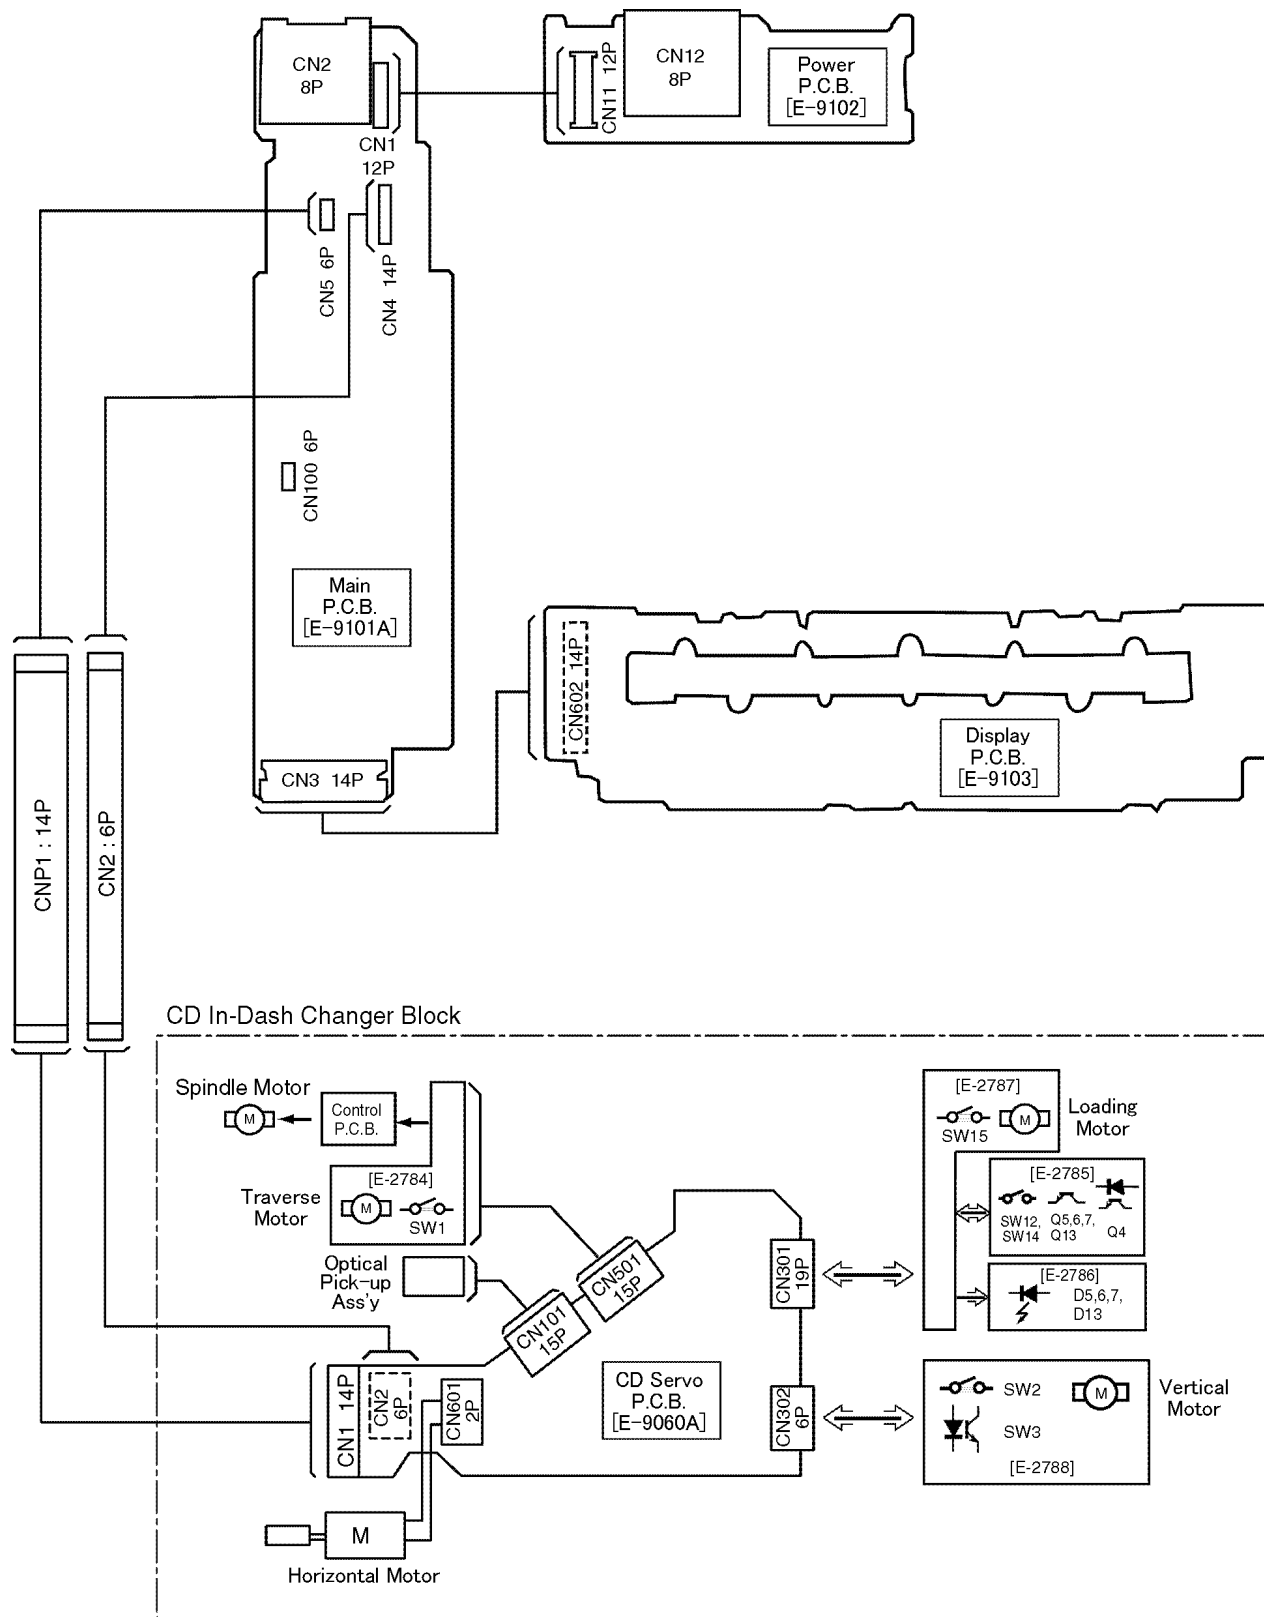 CN2
8P
CN1
12P
CN11 12P
CN12
8P
Power
P.C.B.
[E-9102]
CN5 6P
CN4 14P
CN100 6P
Main
P.C.B.
[E-9101A]
CN3 14P
CN602 14P
Display
P.C.B.
[E-9103]
CNP1 : 14P
CN2 : 6P
CD In-Dash Changer Block
Spindle Motor
M
Control
P.C.B.
[E-2784]
Traverse
Motor
M
SW1
Optical
Pick-up
Ass'y
CN501
15P
CN101
15P
CN1 14P
CN2
6P
CN601
2P
CD Servo
P.C.B.
[E-9060A]
CN301
19P
CN302
6P
[E-2787]
SW15
M
Loading
Motor
[E-2785]
SW12,
SW14
Q5,6,7,
Q13
Q4
[E-2786]
D5,6,7,
D13
SW2
M
SW3
[E-2788]
Vertical
Motor
M
Horizontal Motor